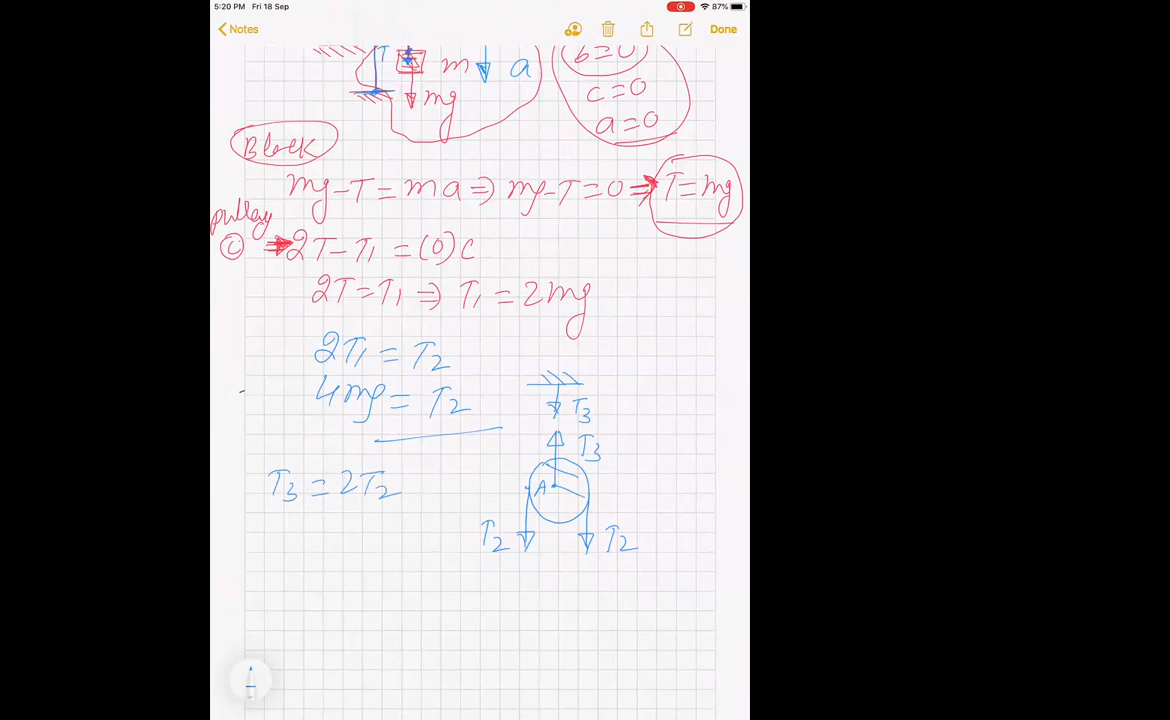 5:20 PM Fri 18 Sep 87%
Notes Done
T m a b=0
mg c=0
a=0
Block
mg-T=ma⇒ mg-T=0⇒ T=mg
pulley
C ⇒ 2T-T1=(0)C
2T=T1⇒ T1=2mg
2T1=T2
4mg=T2
T3
T3
T3=2T2
A
T2 T2